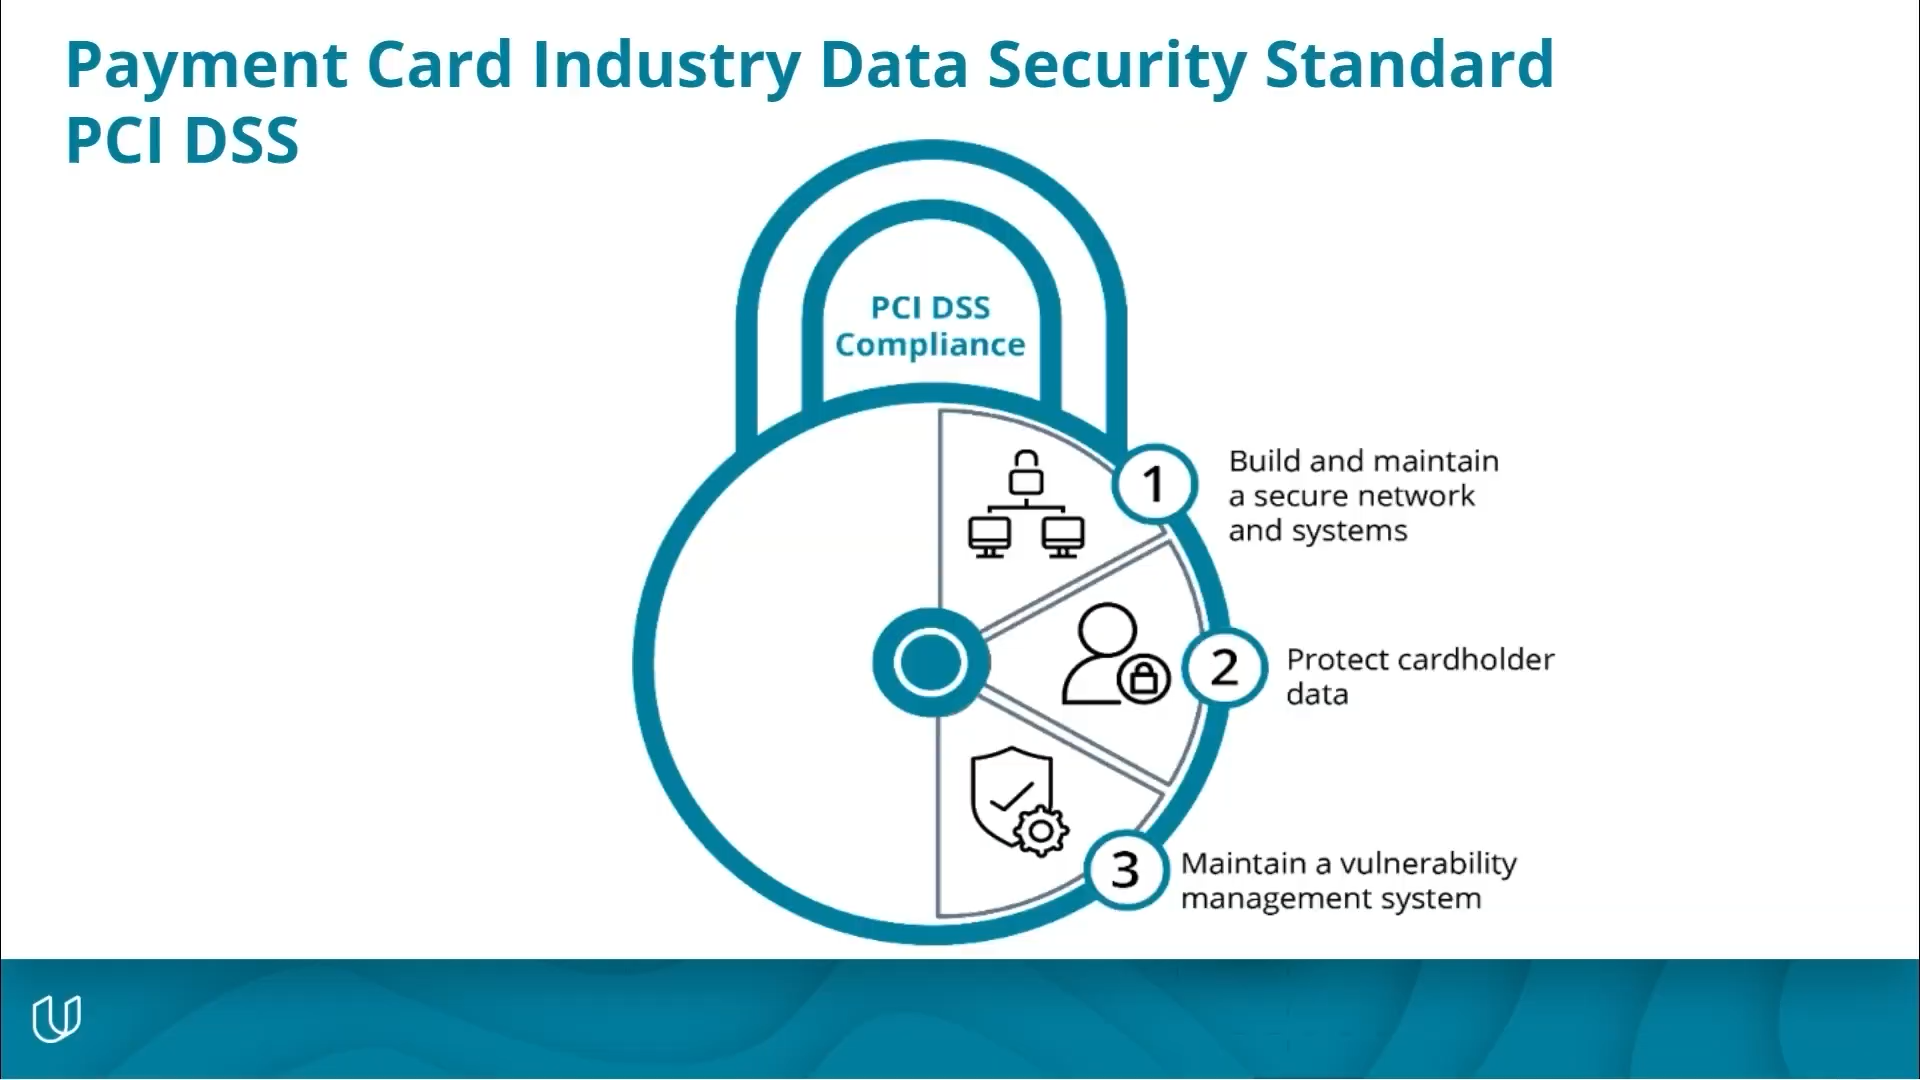 Payment Card Industry Data Security Standard
PCI DSS
PCI DSS
Compliance
1
Build and maintain
a secure network
and systems
2
Protect cardholder
data
3
Maintain a vulnerability
management system